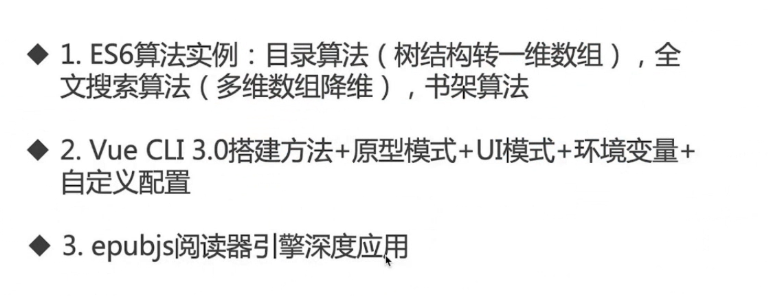 ◆ 1. ES6算法实例：目录算法（树结构转一维数组），全
文搜索算法（多维数组降维），书架算法
◆ 2. Vue CLI 3.0搭建方法+原型模式+UI模式+环境变量+
自定义配置
◆ 3. epubjs阅读器引擎深度应用